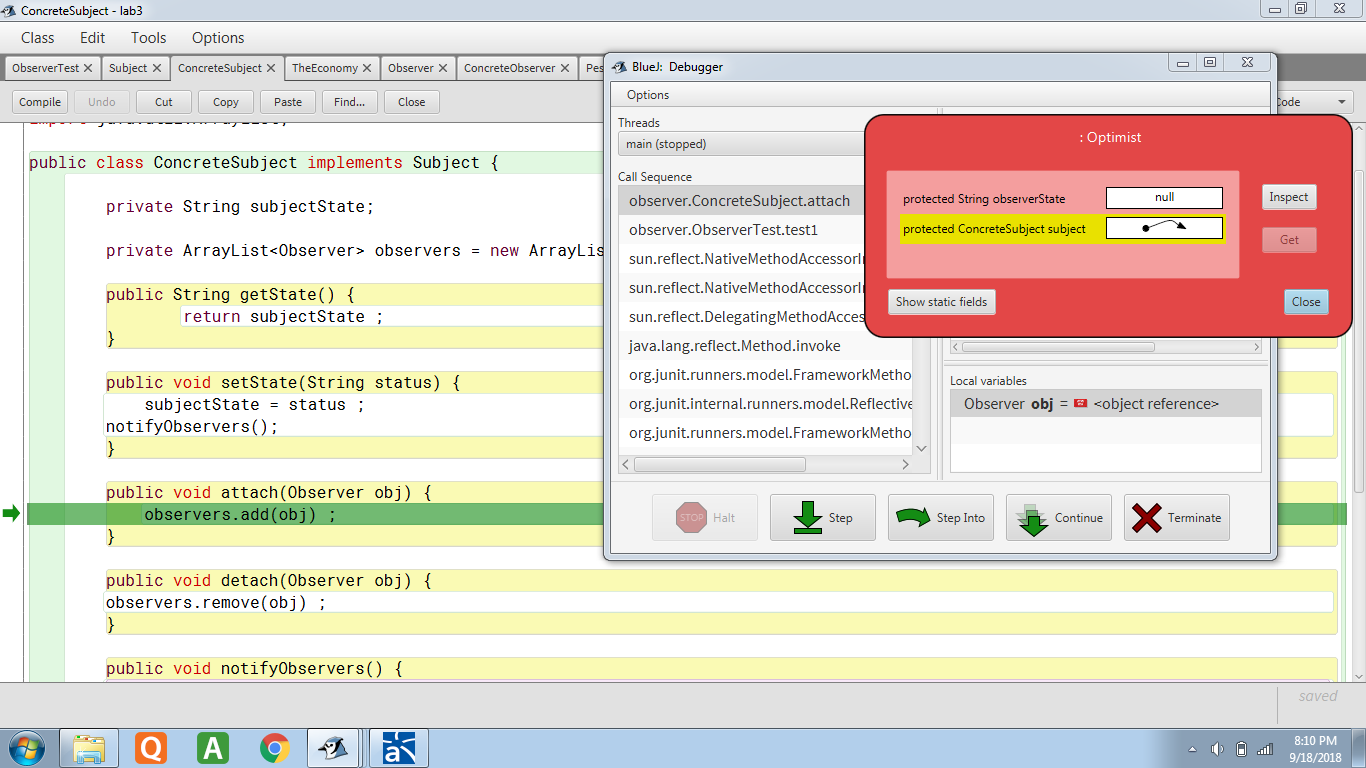 ConcreteSubject - lab3
Class Edit Tools Options
ObserverTest Subject ConcreteSubject TheEconomy Observer ConcreteObserver Pes
Compile Undo Cut Copy Paste Find... Close
public class ConcreteSubject implements Subject {
private String subjectState;
private ArrayList<Observer> observers = new ArrayLis
public String getState() {
return subjectState ;
}
public void setState(String status) {
subjectState = status ;
notifyObservers();
}
public void attach(Observer obj) {
observers.add(obj) ;
}
public void detach(Observer obj) {
observers.remove(obj) ;
}
public void notifyObservers() {
saved
BlueJ: Debugger
Options
Threads
main (stopped)
Call Sequence
observer.ConcreteSubject.attach
observer.ObserverTest.test1
sun.reflect.NativeMethodAccessorIn
sun.reflect.NativeMethodAccessorIn
sun.reflect.DelegatingMethodAcces
java.lang.reflect.Method.invoke
org.junit.runners.model.FrameworkMetho
org.junit.internal.runners.model.Reflective
org.junit.runners.model.FrameworkMetho
Local variables
Observer obj = <object reference>
STOP Halt
Step
Step Into
Continue
Terminate
: Optimist
protected String observerState null
protected ConcreteSubject subject
Inspect
Get
Show static fields
Close
8:10 PM
9/18/2018